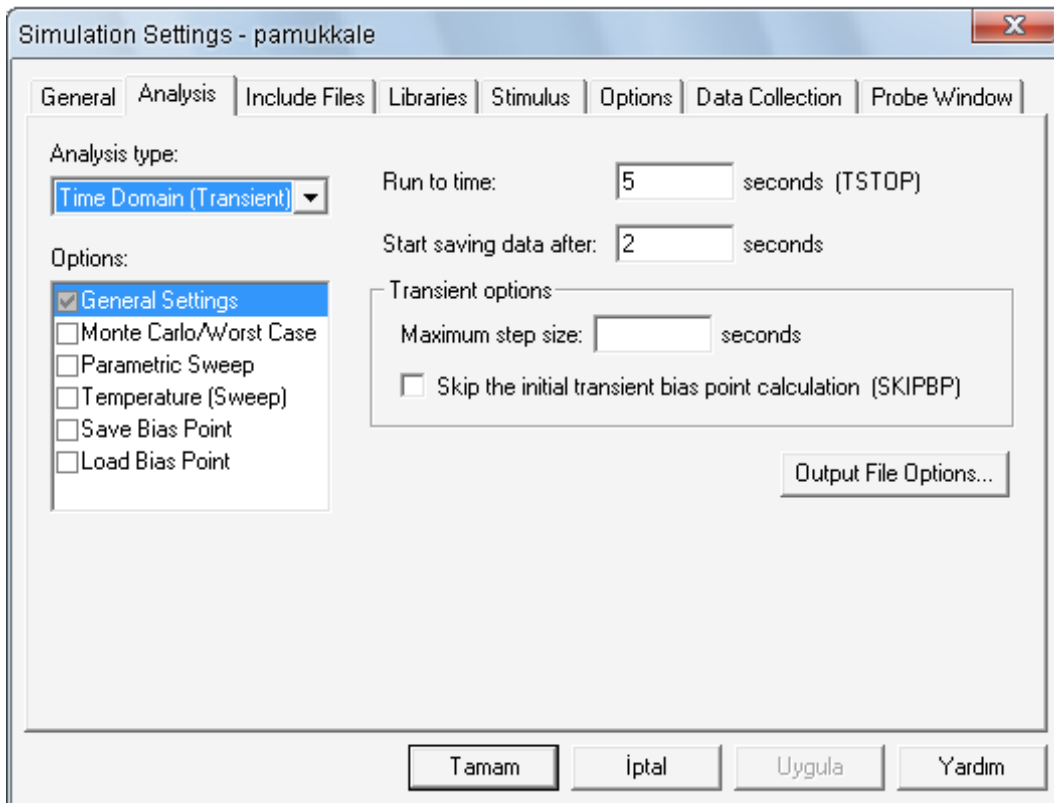 Simulation Settings - pamukkale
General Analysis Include Files Libraries Stimulus Options Data Collection Probe Window
Analysis type:
Time Domain (Transient)
Options:
General Settings
Monte Carlo/Worst Case
Parametric Sweep
Temperature (Sweep)
Save Bias Point
Load Bias Point
Run to time: 5 seconds (TSTOP)
Start saving data after: 2 seconds
Transient options
Maximum step size: seconds
Skip the initial transient bias point calculation (SKIPBP)
Output File Options...
Tamam İptal Uygula Yardım